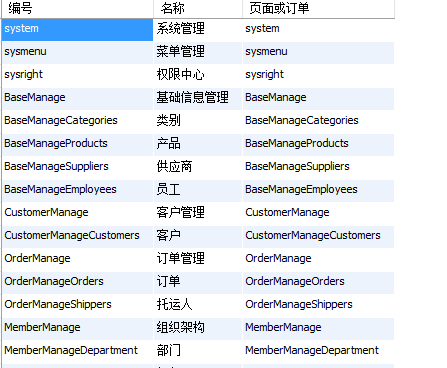 编号 名称 页面或订单
system 系统管理 system
sysmenu 菜单管理 sysmenu
sysright 权限中心 sysright
BaseManage 基础信息管理 BaseManage
BaseManageCategories 类别 BaseManageCategories
BaseManageProducts 产品 BaseManageProducts
BaseManageSuppliers 供应商 BaseManageSuppliers
BaseManageEmployees 员工 BaseManageEmployees
CustomerManage 客户管理 CustomerManage
CustomerManageCustomers 客户 CustomerManageCustomers
OrderManage 订单管理 OrderManage
OrderManageOrders 订单 OrderManageOrders
OrderManageShippers 托运人 OrderManageShippers
MemberManage 组织架构 MemberManage
MemberManageDepartment 部门 MemberManageDepartment